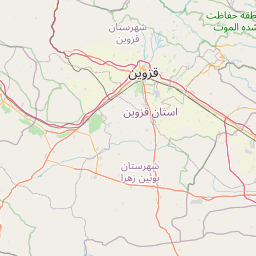 منطقه حفاظت
شده الموت
شهرستان
قزوین
قزوین
استان قزوین
شهرستان
بوئین زهرا